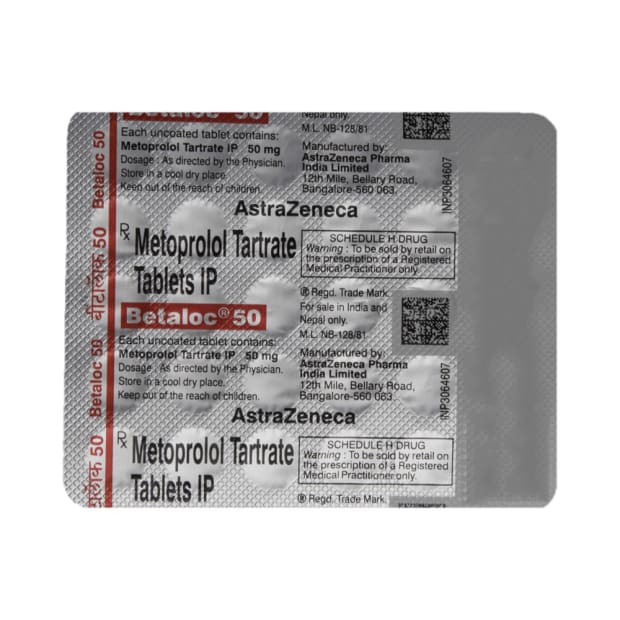 Betaloc 50
Each uncoated tablet contains:
Metoprolol Tartrate IP 50 mg
Dosage : As directed by the Physician.
Store in a cool dry place.
Keep out of the reach of children.
Nepal only.
M.L. NB-128/81
Manufactured by:
AstraZeneca Pharma
India Limited
12th Mile, Bellary Road,
Bangalore-560 063.
INP3064607
AstraZeneca
Rx Metoprolol Tartrate
Tablets IP
SCHEDULE H DRUG
Warning : To be sold by retail on
the prescription of a Registered
Medical Practitioner only.
® Regd. Trade Mark.
Betaloc® 50
Each uncoated tablet contains:
Metoprolol Tartrate IP 50 mg
Dosage : As directed by the Physician.
Store in a cool dry place.
Keep out of the reach of children.
For sale in India and
Nepal only.
M.L. NB-128/81
Manufactured by:
AstraZeneca Pharma
India Limited
12th Mile, Bellary Road,
Bangalore-560 063.
INP3064607
AstraZeneca
Rx Metoprolol Tartrate
Tablets IP
SCHEDULE H DRUG
Warning : To be sold by retail on
the prescription of a Registered
Medical Practitioner only.
® Regd. Trade Mark.
Betaloc 50
बीटालॉक 50
Betaloc 50
50